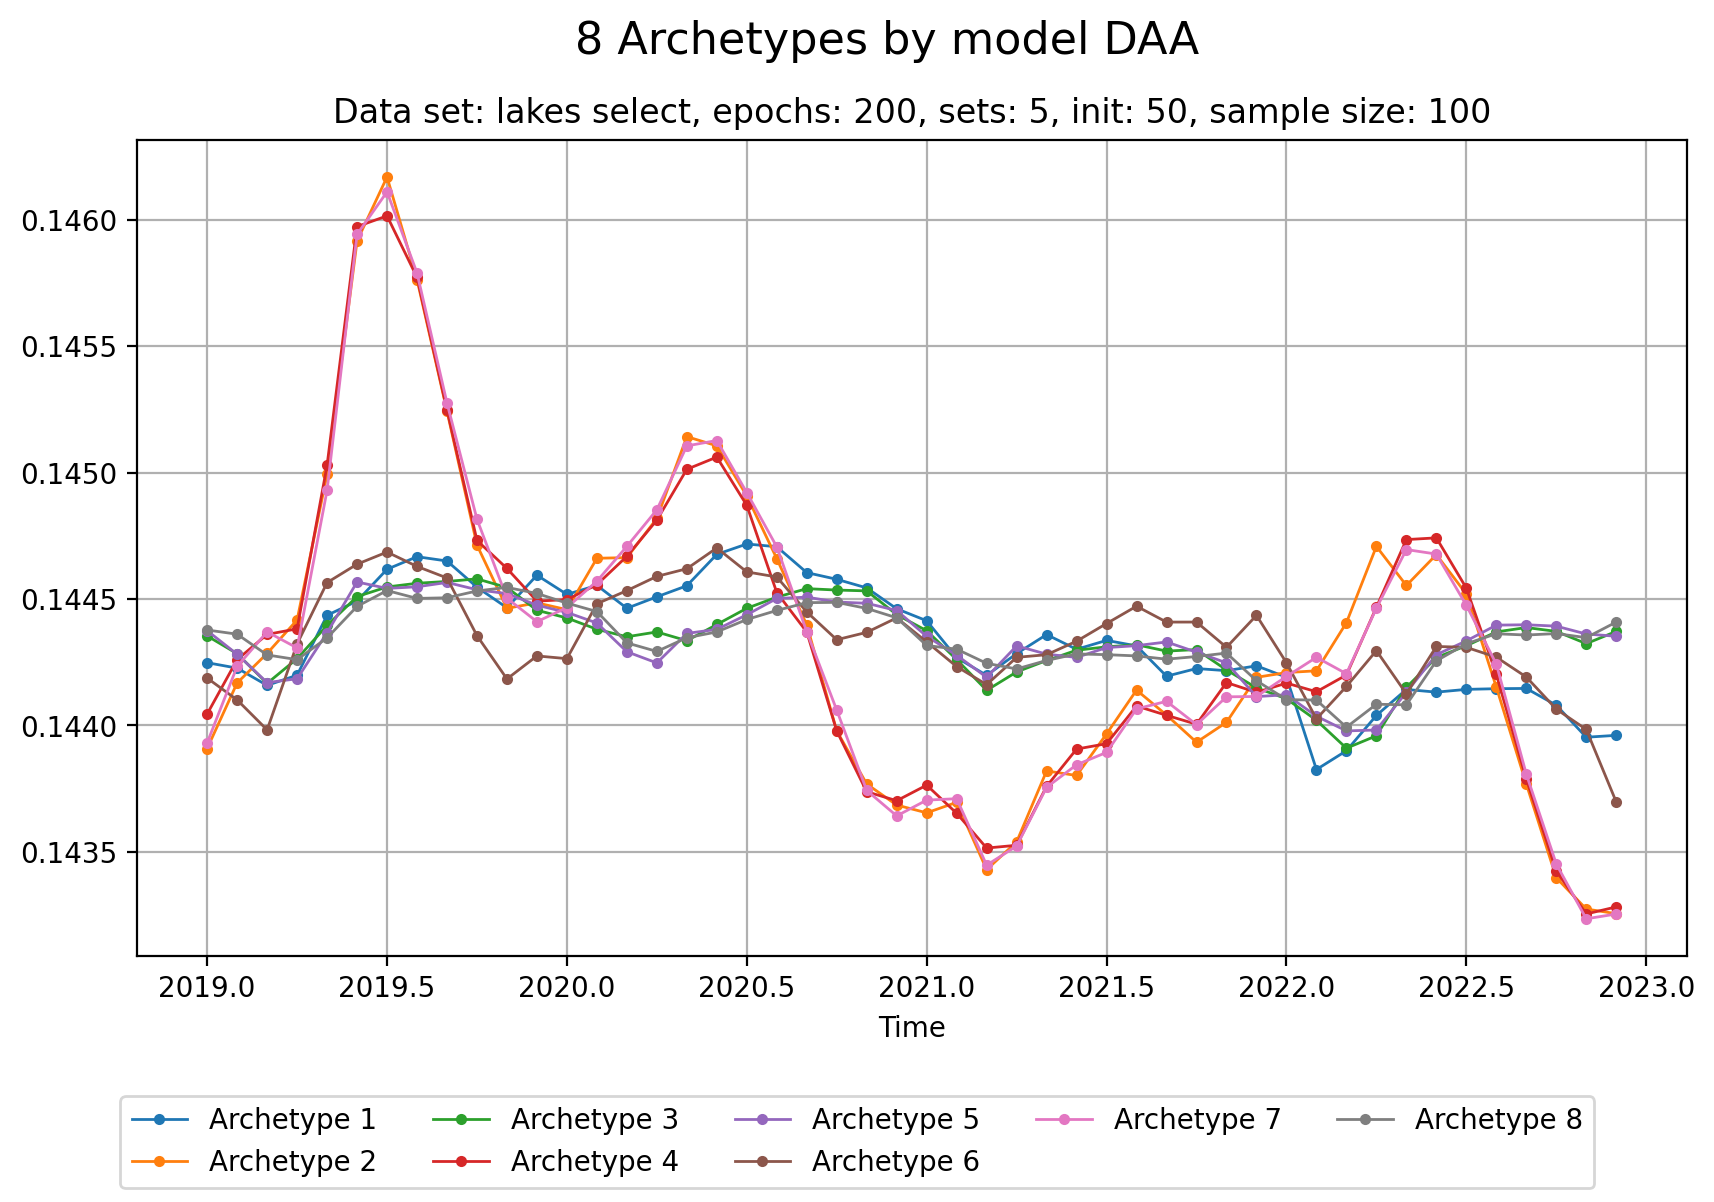 8 Archetypes by model DAA
Data set: lakes select, epochs: 200, sets: 5, init: 50, sample size: 100
0.1460
0.1455
0.1450
0.1445
0.1440
0.1435
2019.0 2019.5 2020.0 2020.5 2021.0 2021.5 2022.0 2022.5 2023.0
Time
Archetype 1 Archetype 3 Archetype 5 Archetype 7 Archetype 8
Archetype 2 Archetype 4 Archetype 6